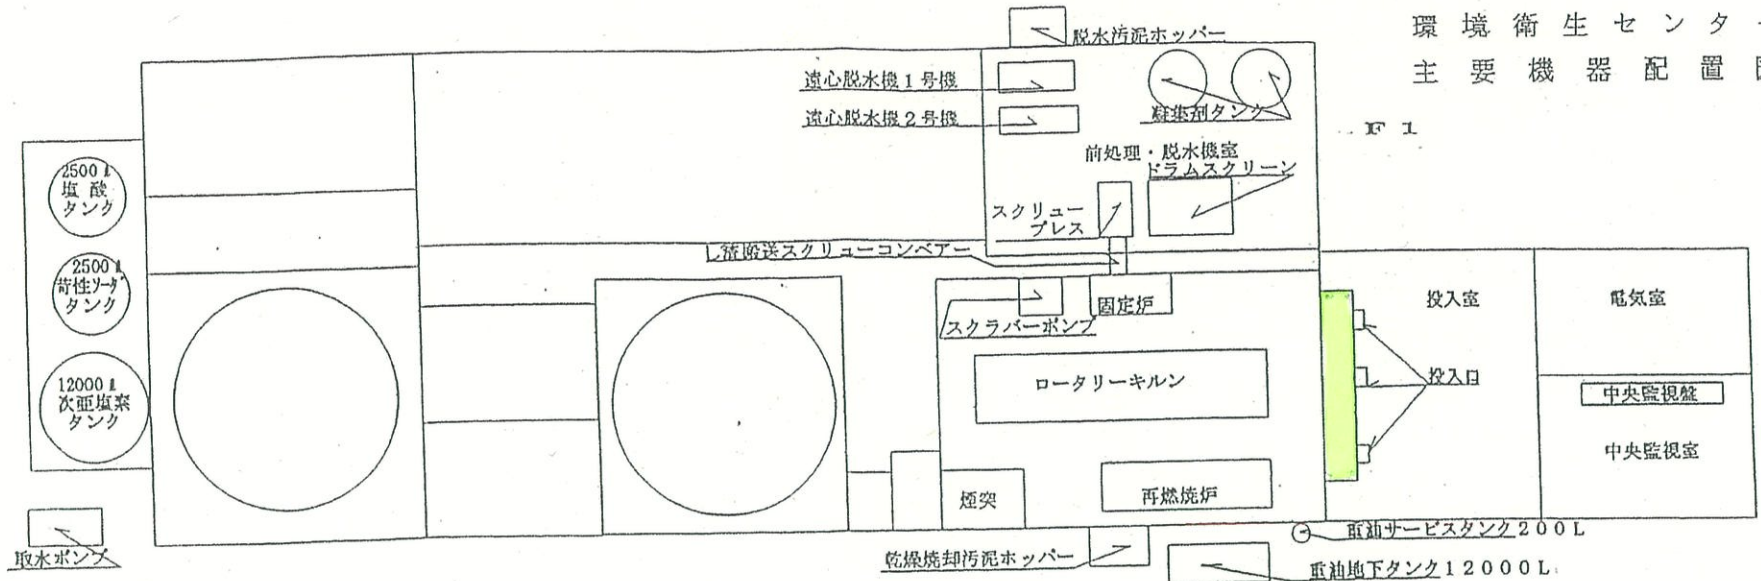 環境衛生センター
主要機器配置図
F1
脱水汚泥ホッパー
遠心脱水機1号機
遠心脱水機2号機
凝集剤タンク
前処理・脱水機室
ドラムスクリーン
スクリュー
プレス
し渣搬送スクリューコンベアー
2500ℓ
塩酸
タンク
2500ℓ
苛性ソーダ
タンク
12000ℓ
次亜塩素
タンク
スクラバーポンプ
固定炉
ロータリーキルン
煙突
再燃焼炉
投入室
投入口
電気室
中央監視盤
中央監視室
取水ポンプ
乾燥焼却汚泥ホッパー
重油サービスタンク200L
重油地下タンク12000L